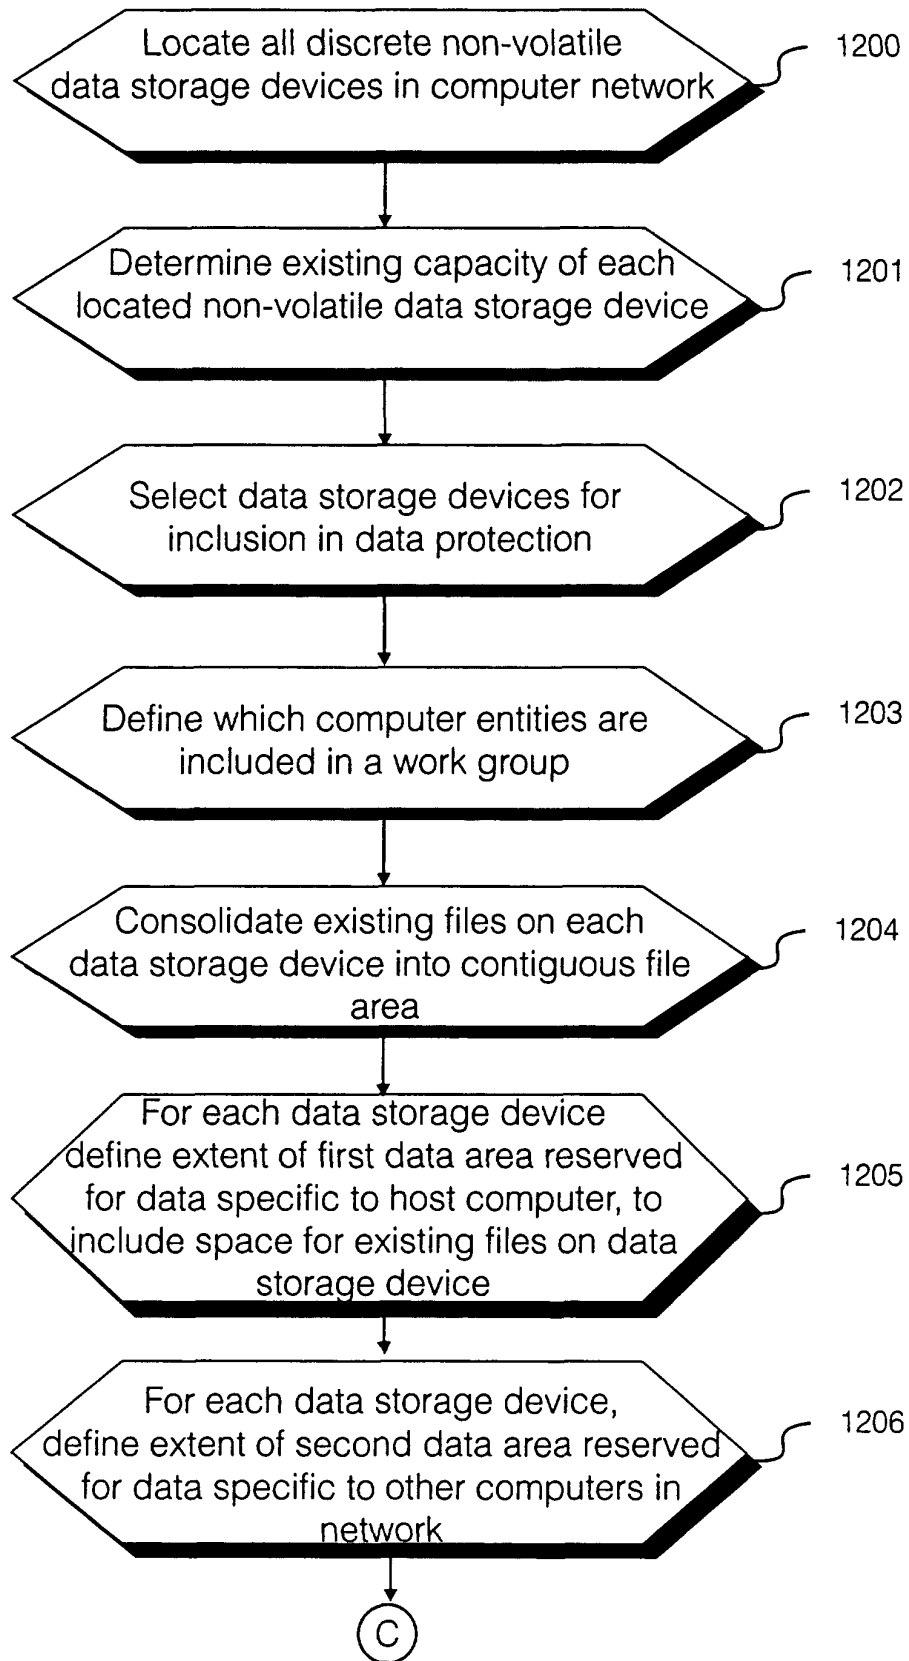 Locate all discrete non-volatile
data storage devices in computer network
1200
Determine existing capacity of each
located non-volatile data storage device
1201
Select data storage devices for
inclusion in data protection
1202
Define which computer entities are
included in a work group
1203
Consolidate existing files on each
data storage device into contiguous file
area
1204
For each data storage device
define extent of first data area reserved
for data specific to host computer, to
include space for existing files on data
storage device
1205
For each data storage device,
define extent of second data area reserved
for data specific to other computers in
network
1206
C